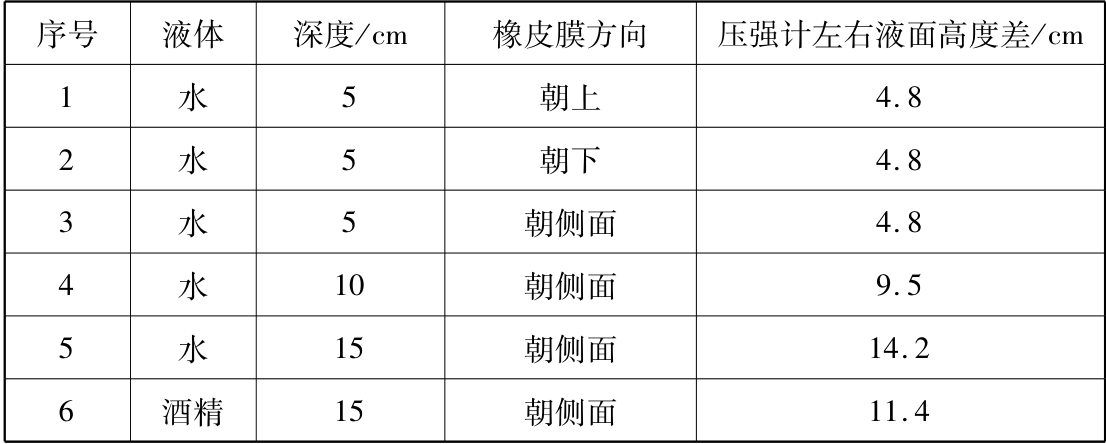 序号 液体 深度/cm 橡皮膜方向 压强计左右液面高度差/cm
1 水 5 朝上 4.8
2 水 5 朝下 4.8
3 水 5 朝侧面 4.8
4 水 10 朝侧面 9.5
5 水 15 朝侧面 14.2
6 酒精 15 朝侧面 11.4